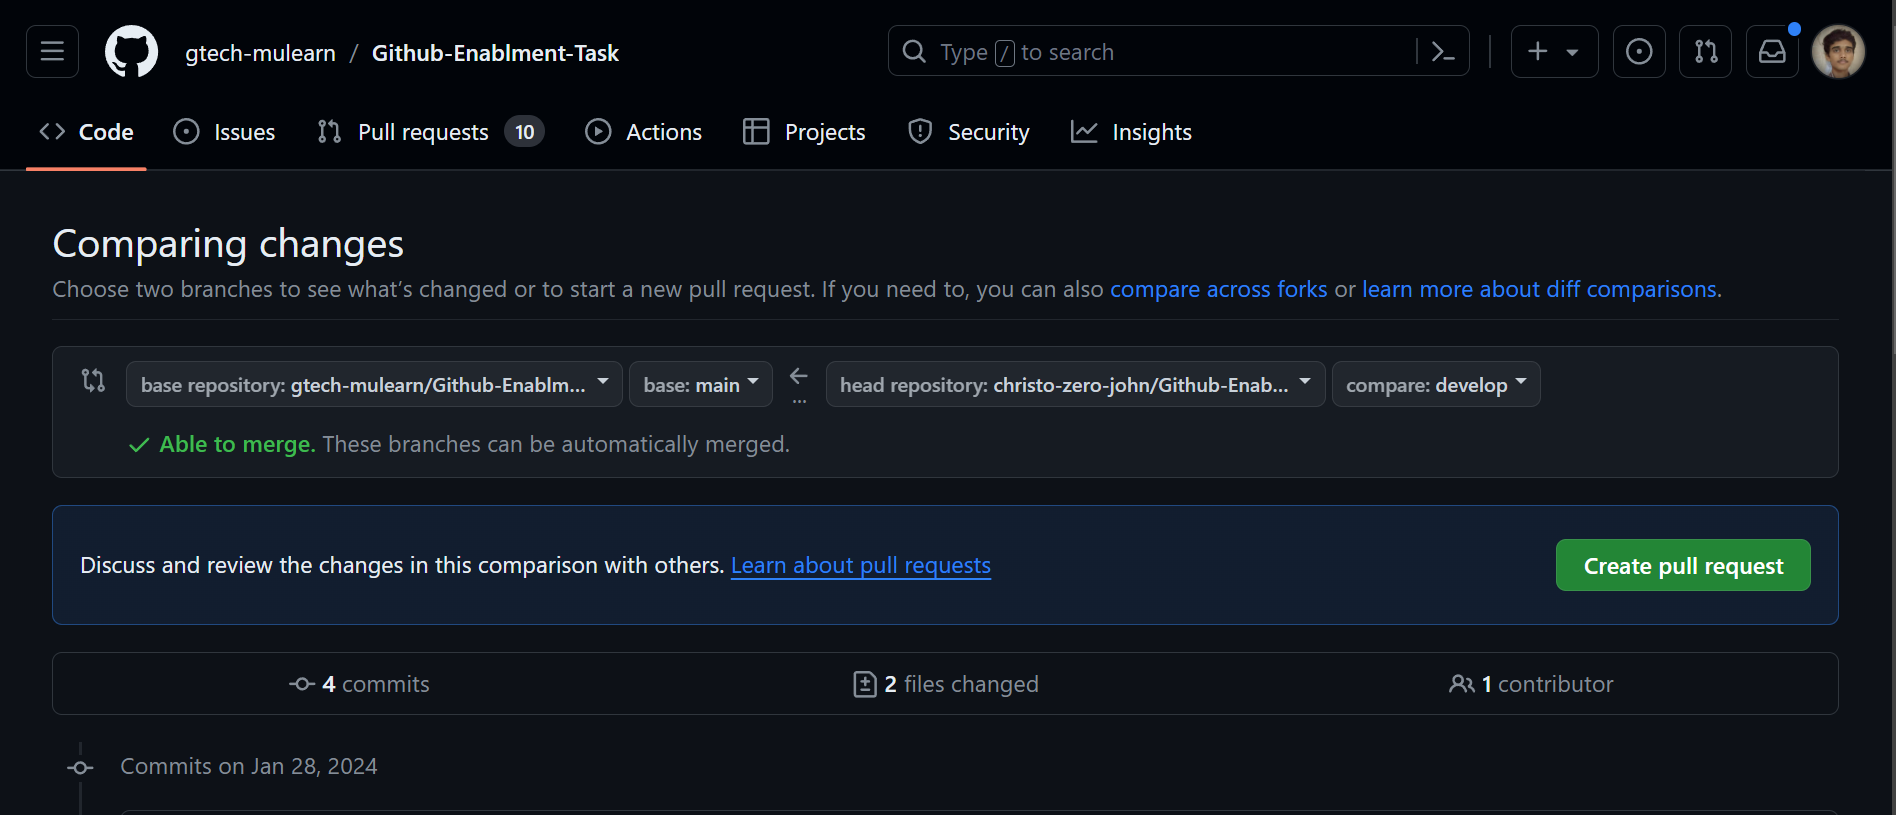 gtech-mulearn / Github-Enablment-Task
Type / to search
Code Issues Pull requests 10 Actions Projects Security Insights
Comparing changes
Choose two branches to see what's changed or to start a new pull request. If you need to, you can also compare across forks or learn more about diff comparisons.
base repository: gtech-mulearn/Github-Enablm... base: main ... head repository: christo-zero-john/Github-Enab... compare: develop
Able to merge. These branches can be automatically merged.
Discuss and review the changes in this comparison with others. Learn about pull requests Create pull request
4 commits 2 files changed 1 contributor
Commits on Jan 28, 2024